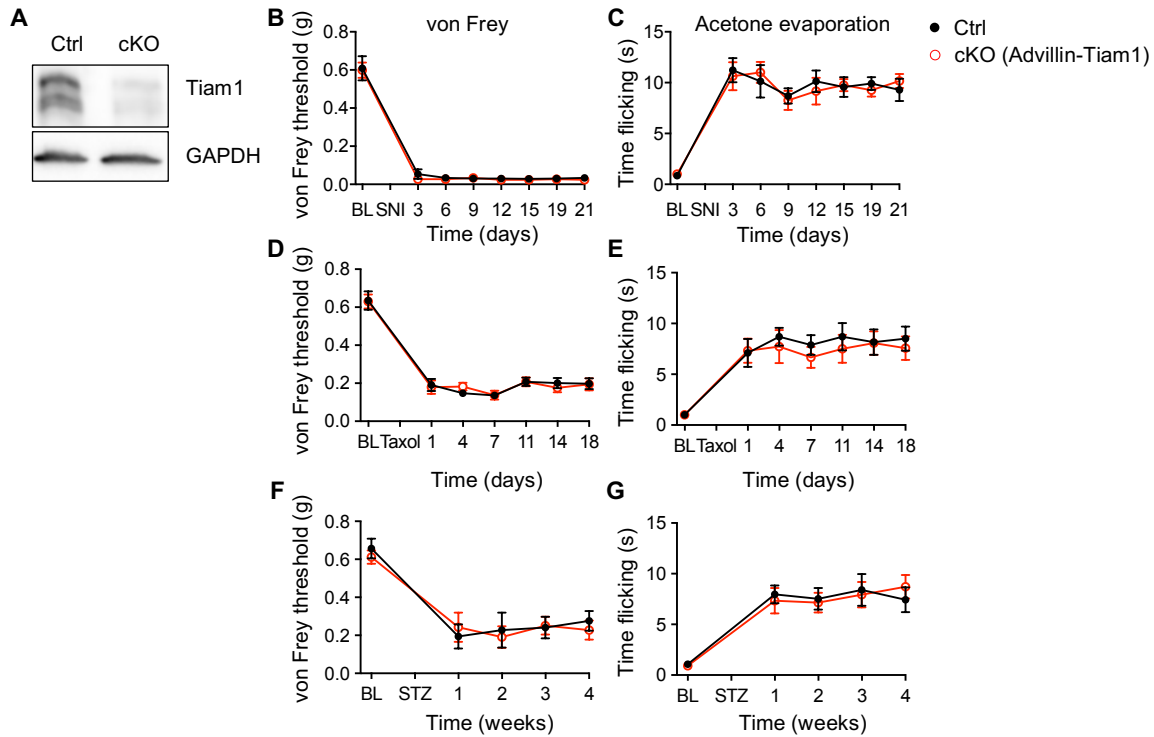 A
Ctrl cKO
Tiam1
GAPDH
B
von Frey
von Frey threshold (g)
0.8
0.6
0.4
0.2
0.0
BL SNI 3 6 9 12 15 19 21
Time (days)
C
Acetone evaporation
Time flicking (s)
15
10
5
0
BL SNI 3 6 9 12 15 19 21
Time (days)
Ctrl
cKO (Advillin-Tiam1)
D
von Frey threshold (g)
0.8
0.6
0.4
0.2
0.0
BL Taxol 1 4 7 11 14 18
Time (days)
E
Time flicking (s)
15
10
5
0
BL Taxol 1 4 7 11 14 18
Time (days)
F
von Frey threshold (g)
0.8
0.6
0.4
0.2
0.0
BL STZ 1 2 3 4
Time (weeks)
G
Time flicking (s)
15
10
5
0
BL STZ 1 2 3 4
Time (weeks)